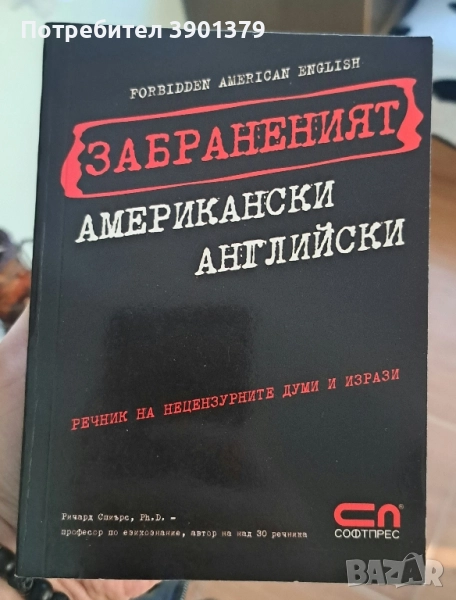 Потребител 3901379
FORBIDDEN AMERICAN ENGLISH
ЗАБРАНЕНИЯТ
АМЕРИКАНСКИ
АНГЛИЙСКИ
РЕЧНИК НА НЕЦЕНЗУРНИТЕ ДУМИ И ИЗРАЗИ
Ричард Спиърс, Ph.D. –
професор по езикознание, автор на над 30 речника
СП®
СОФТПРЕС
BAZAR